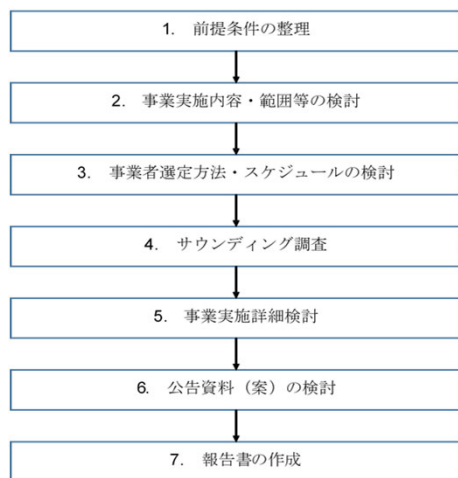 1. 前提条件の整理
2. 事業実施内容・範囲等の検討
3. 事業者選定方法・スケジュールの検討
4. サウンディング調査
5. 事業実施詳細検討
6. 公告資料（案）の検討
7. 報告書の作成